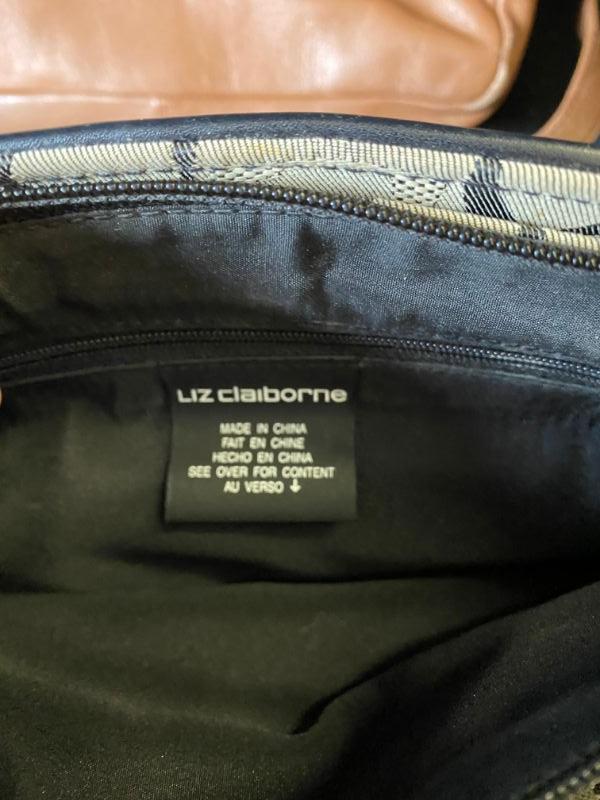 Liz claiborne
MADE IN CHINA
FAIT EN CHINE
HECHO EN CHINA
SEE OVER FOR CONTENT
AU VERSO ↓